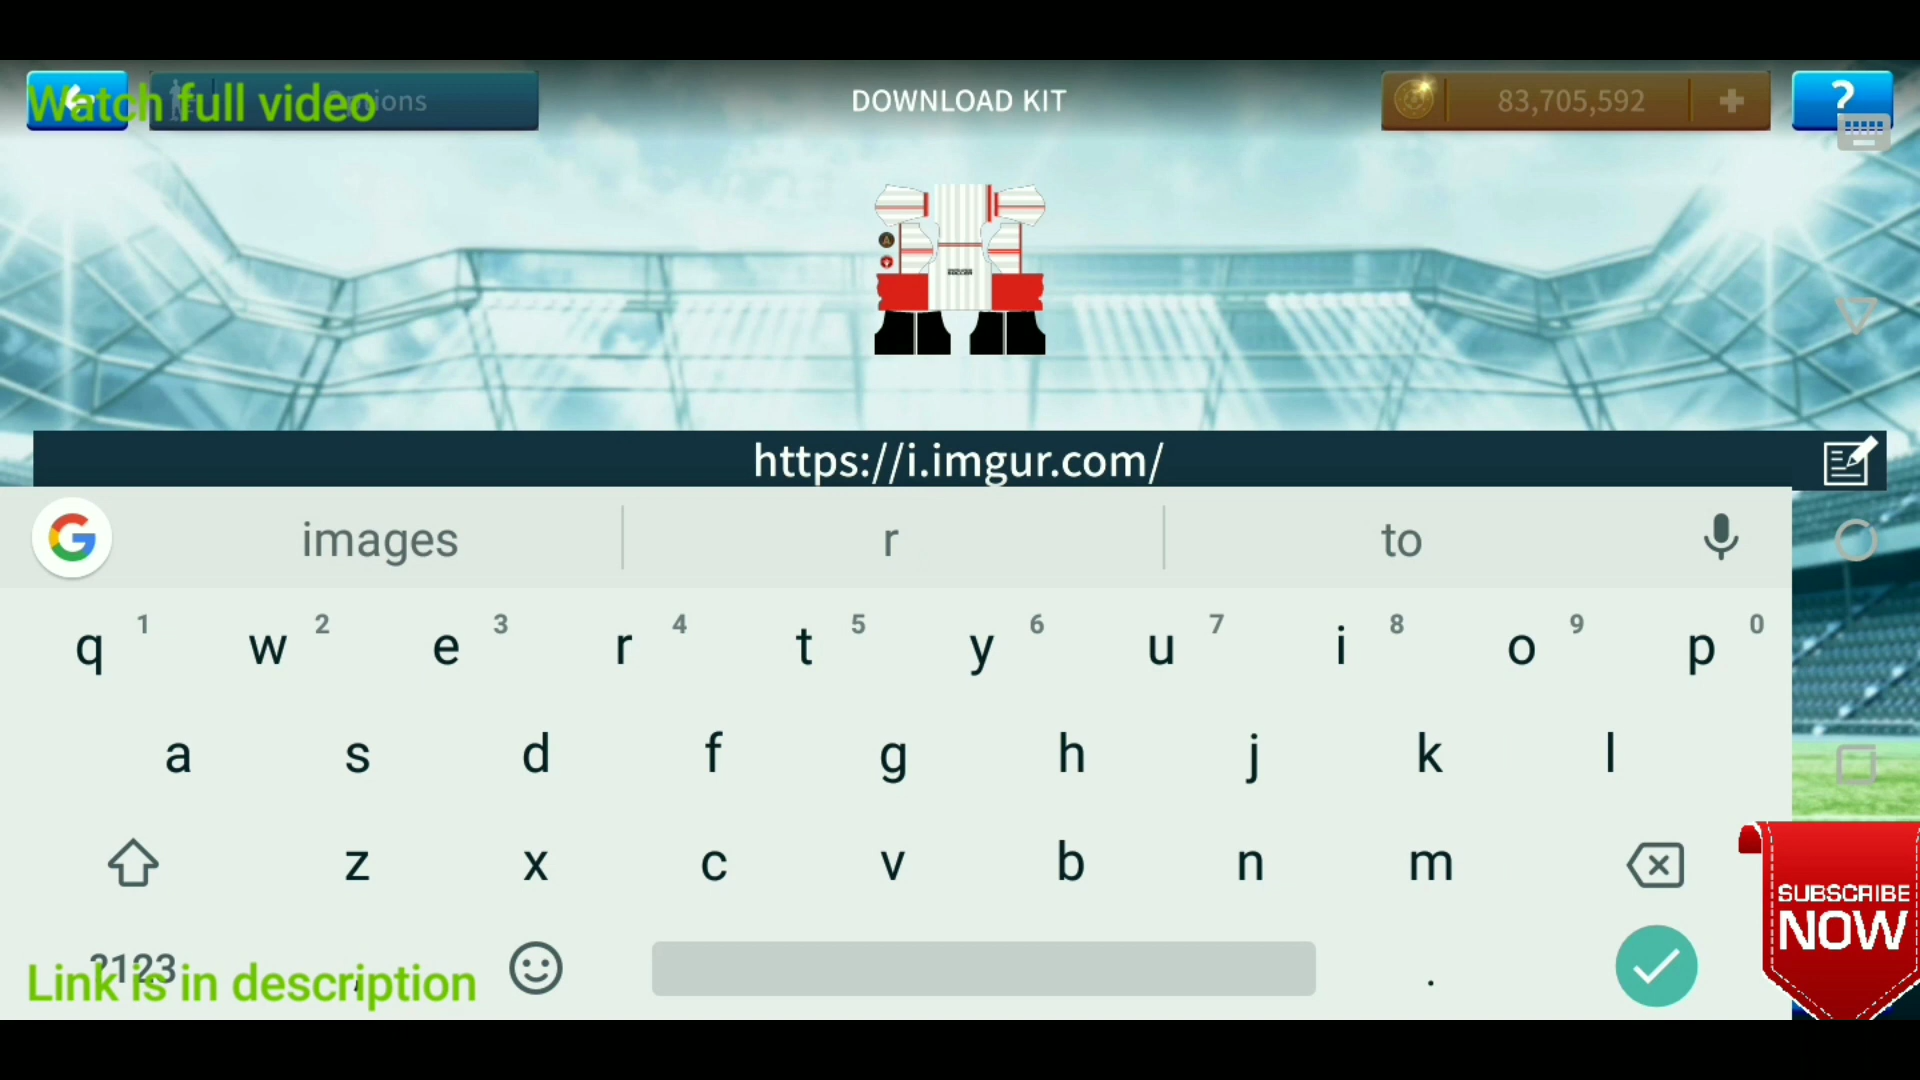 Watch full video
Options
DOWNLOAD KIT
83,705,592
+
?
https://i.imgur.com/
G
images
r
to
q 1 w 2 e 3 r 4 t 5 y 6 u 7 i 8 o 9 p 0
a s d f g h j k l
z x c v b n m
?123 , .
Link is in description
SUBSCRIBE
NOW